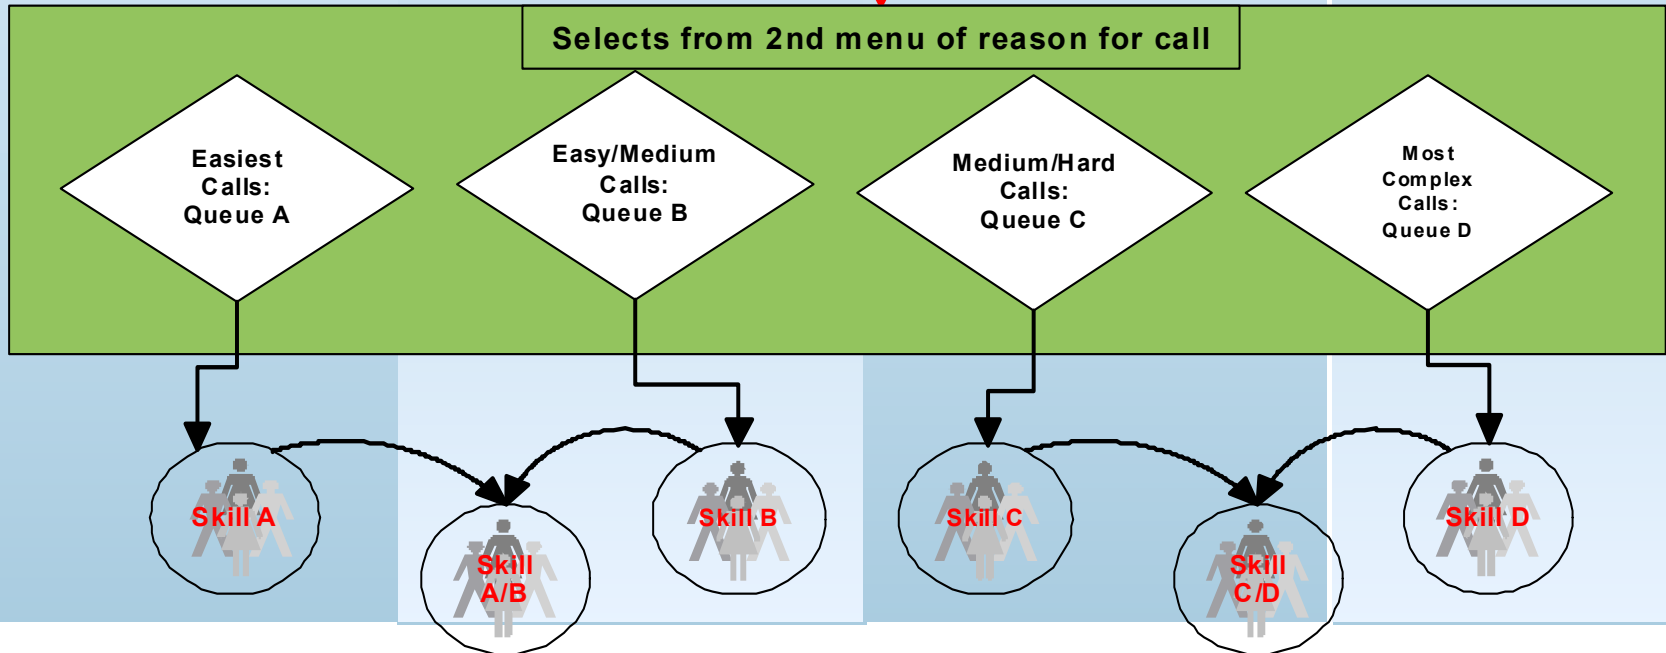 Selects from 2nd menu of reason for call
Easiest
Calls:
Queue A
Easy/Medium
Calls:
Queue B
Medium/Hard
Calls:
Queue C
Most
Complex
Calls:
Queue D
Skill A
Skill
A/B
Skill B
Skill C
Skill
C/D
Skill D